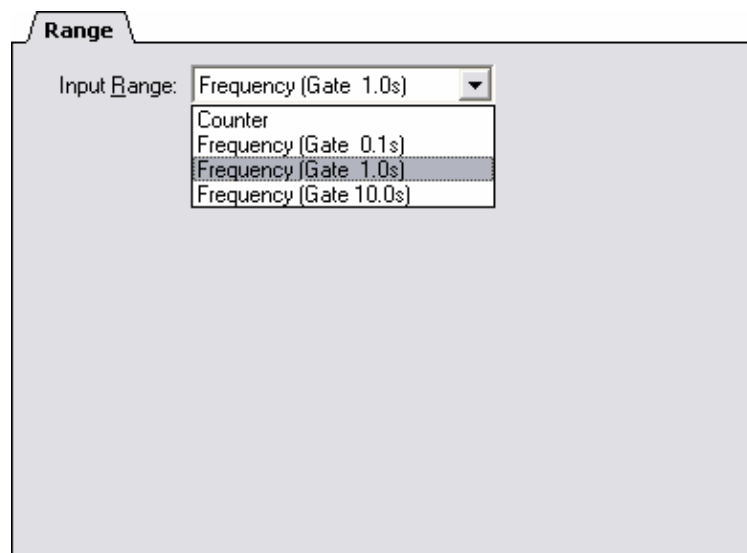 Range
Input Range: Frequency (Gate  1.0s)
Counter
Frequency (Gate  0.1s)
Frequency (Gate  1.0s)
Frequency (Gate 10.0s)